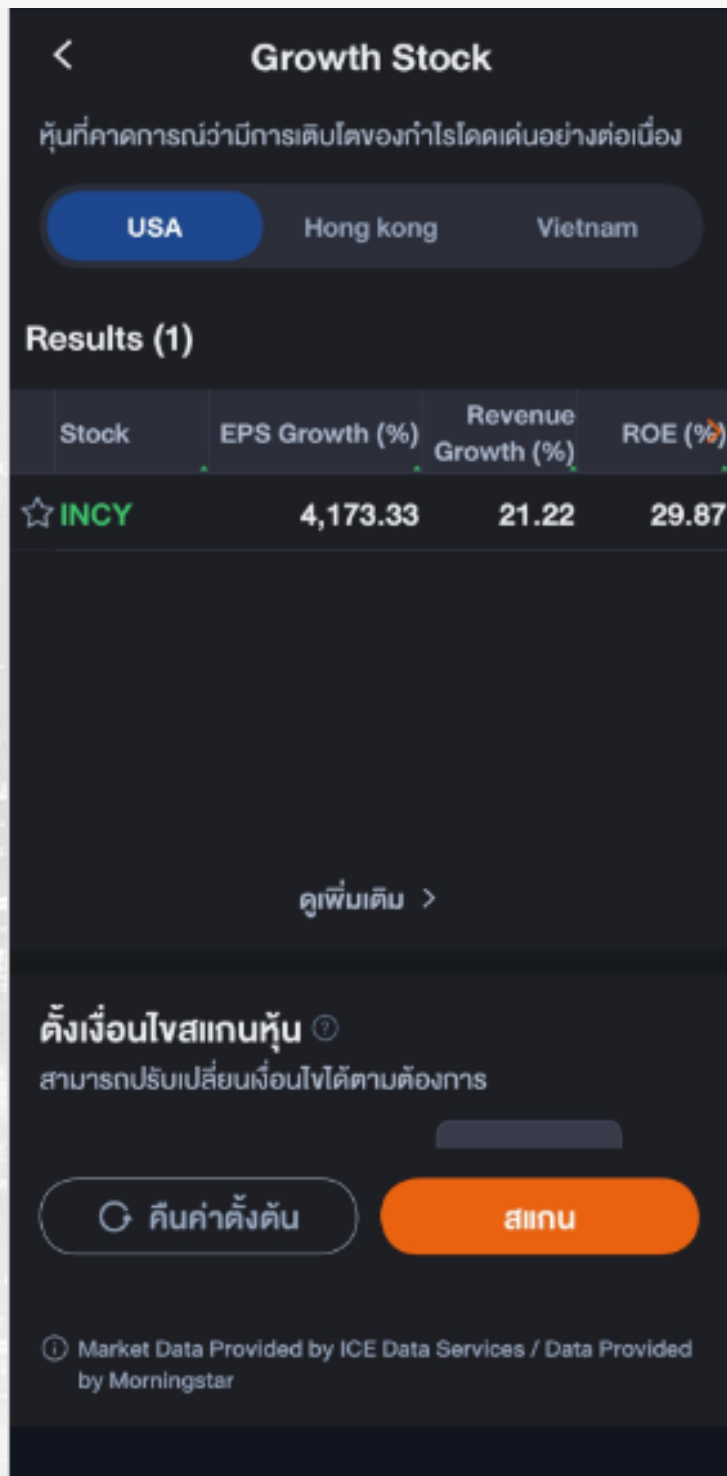 Growth Stock
หุ้นที่คาดการณ์ว่ามีการเติบโตของกำไรโดดเด่นอย่างต่อเนื่อง
USA Hong kong Vietnam
Results (1)
Stock EPS Growth (%) Revenue Growth (%) ROE (%)
INCY 4,173.33 21.22 29.87
ดูเพิ่มเติม >
ตั้งเงื่อนไขสแกนหุ้น
สามารถปรับเปลี่ยนเงื่อนไขได้ตามต้องการ
คืนค่าตั้งต้น สแกน
Market Data Provided by ICE Data Services / Data Provided
by Morningstar